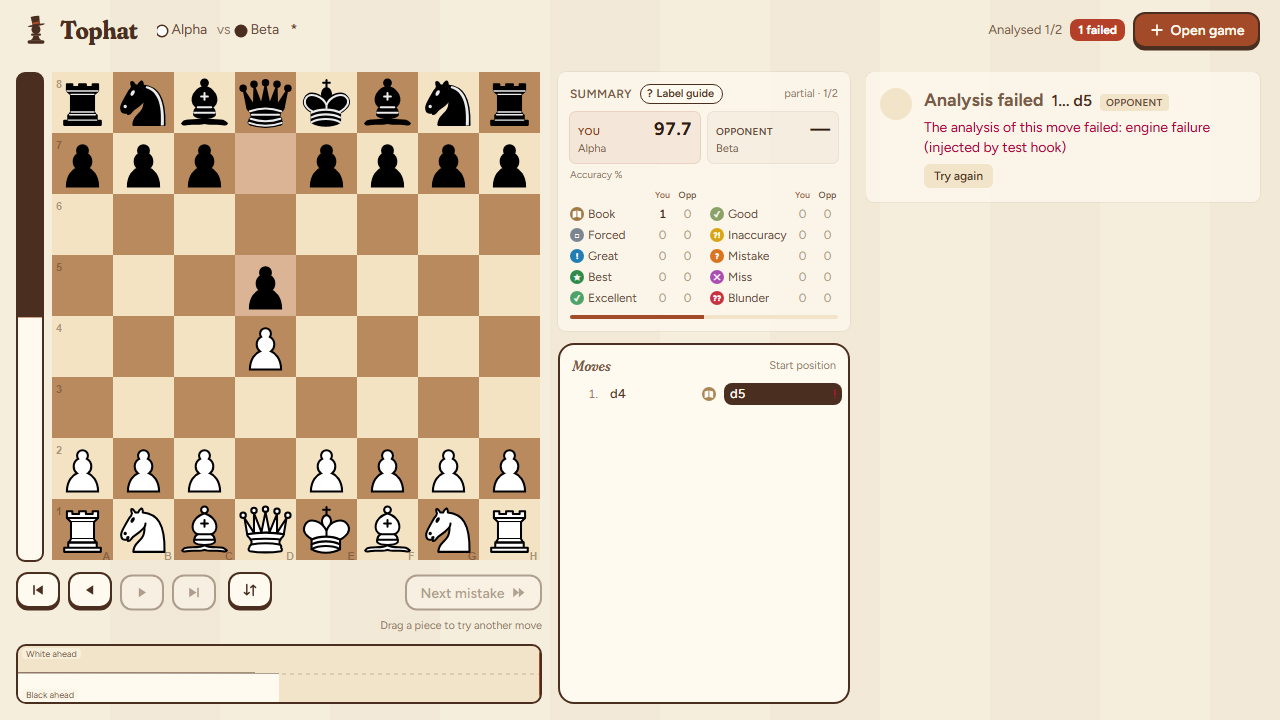 Tophat
Alpha vs Beta *
Analysed 1/2
1 failed
+ Open game
8
7
6
5
4
3
2
1
A B C D E F G H
Next mistake
Drag a piece to try another move
White ahead
Black ahead
SUMMARY
? Label guide
partial · 1/2
YOU 97.7
Alpha
OPPONENT —
Beta
Accuracy %
You Opp You Opp
Book 1 0 Good 0 0
Forced 0 0 ?! Inaccuracy 0 0
! Great 0 0 ? Mistake 0 0
Best 0 0 Miss 0 0
Excellent 0 0 ?? Blunder 0 0
Moves
Start position
1. d4 d5 !
Analysis failed 1... d5 OPPONENT
The analysis of this move failed: engine failure
(injected by test hook)
Try again